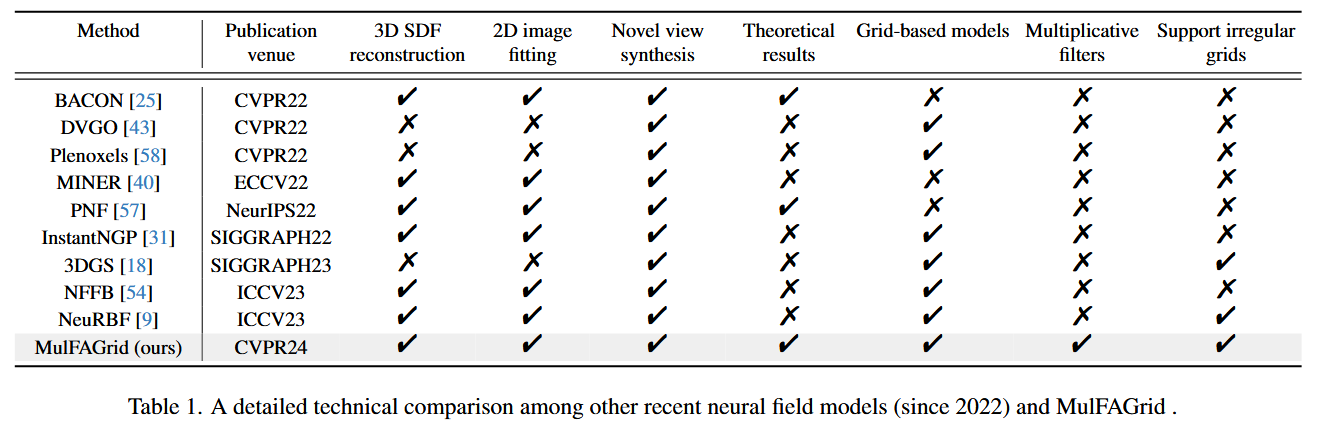 Method Publication venue 3D SDF reconstruction 2D image fitting Novel view synthesis Theoretical results Grid-based models Multiplicative filters Support irregular grids
BACON [25] CVPR22 ✓ ✓ ✓ ✓ ✗ ✗ ✗
DVGO [43] CVPR22 ✗ ✗ ✓ ✗ ✓ ✗ ✗
Plenoxels [58] CVPR22 ✗ ✗ ✓ ✗ ✓ ✗ ✗
MINER [40] ECCV22 ✓ ✓ ✓ ✗ ✗ ✗ ✗
PNF [57] NeurIPS22 ✓ ✓ ✓ ✓ ✗ ✗ ✗
InstantNGP [31] SIGGRAPH22 ✓ ✓ ✓ ✗ ✓ ✗ ✗
3DGS [18] SIGGRAPH23 ✗ ✗ ✓ ✗ ✓ ✗ ✓
NFFB [54] ICCV23 ✓ ✓ ✓ ✗ ✓ ✗ ✗
NeuRBF [9] ICCV23 ✓ ✓ ✓ ✗ ✓ ✗ ✓
MulFAGrid (ours) CVPR24 ✓ ✓ ✓ ✓ ✓ ✓ ✓
Table 1. A detailed technical comparison among other recent neural field models (since 2022) and MulFAGrid .